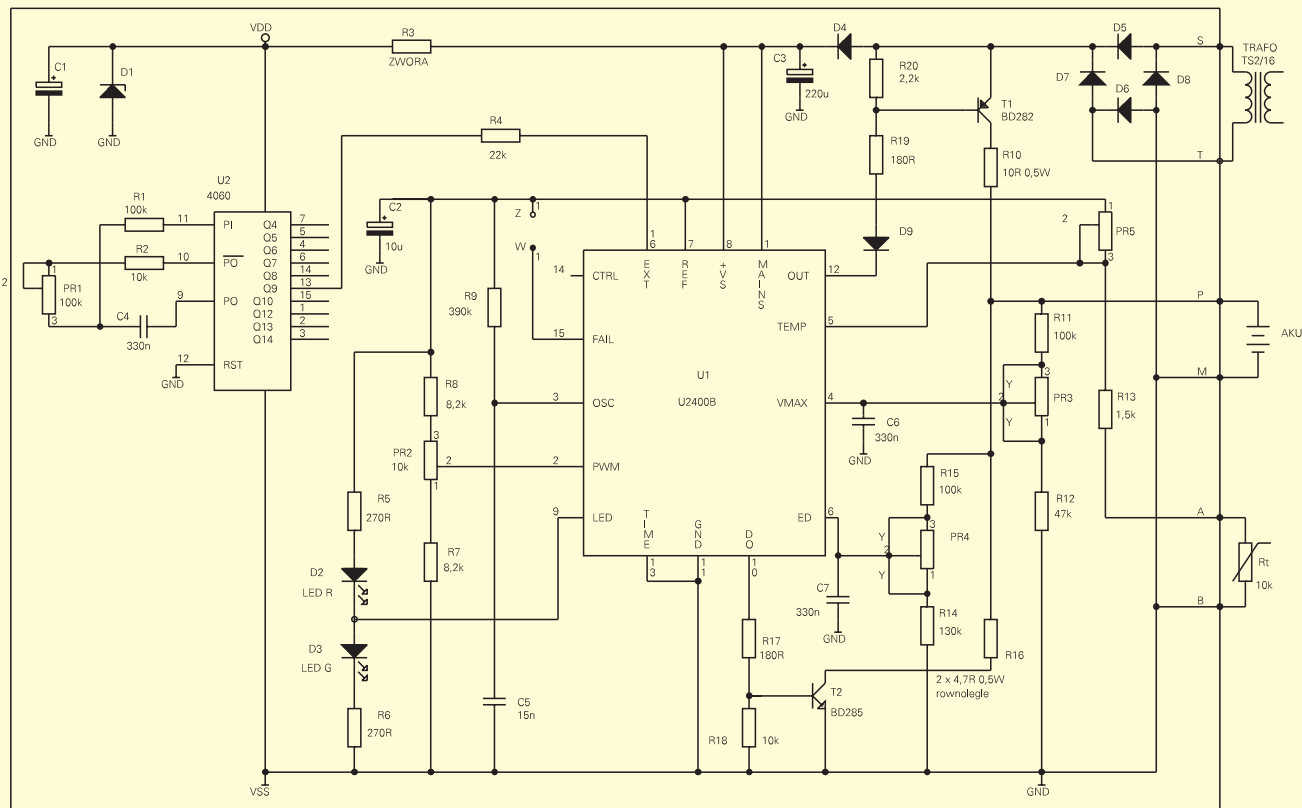 VDD
R3
ZWORA
C1
D1
GND
GND
C3
220u
GND
D4
R20
2,2k
T1
BD282
D5
D7
D6
D8
S
TRAFO
TS2/16
T
R4
22k
R19
180R
R10
10R 0,5W
U2
4060
R1
100k
R2
10k
PR1
100k
1
2
3
C4
330n
11
10
9
12
GND
PI
PO
PO
RST
Q4
Q5
Q6
Q7
Q8
Q9
Q10
Q12
Q13
Q14
7
5
4
6
14
13
15
1
2
3
C2
10u
GND
Z
1
W
1
R9
390k
14
15
3
2
9
CTRL
FAIL
OSC
PWM
LED
1
6
7
8
1
EXT
REF
+VS
MAINS
OUT
TEMP
VMAX
ED
12
5
4
6
U1
U2400B
TIME
GND
DO
1
3
1
1
1
0
D9
2
1
PR5
3
P
AKU
M
R11
100k
Y
3
2
PR3
Y
1
R13
1,5k
R12
47k
C6
330n
GND
R15
100k
Y
3
2
PR4
Y
1
R14
130k
C7
330n
GND
A
Rt
10k
B
R8
8,2k
PR2
10k
3
2
1
R7
8,2k
R5
270R
D2
LED R
D3
LED G
R6
270R
C5
15n
R17
180R
R18
10k
T2
BD285
R16
2 x 4,7R 0,5W
rownolegle
VSS
GND